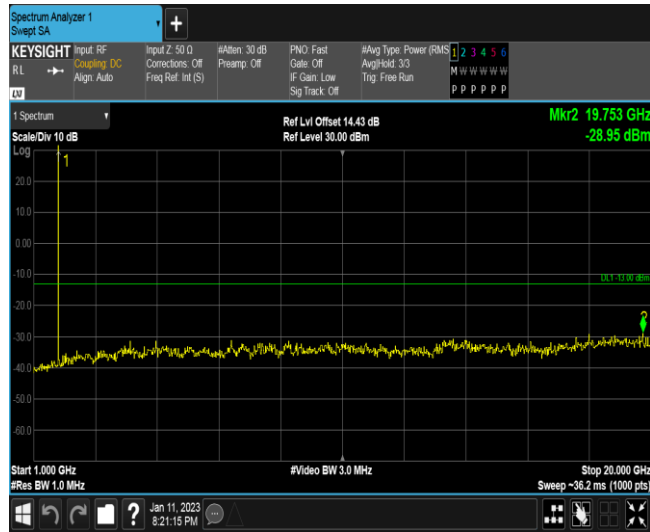 Spectrum Analyzer 1
Swept SA
+
KEYSIGHT
RL
LXI
Input: RF
Coupling: DC
Align: Auto
Input Z: 50 Ω
Corrections: Off
Freq Ref: Int (S)
#Atten: 30 dB
Preamp: Off
PNO: Fast
Gate: Off
IF Gain: Low
Sig Track: Off
#Avg Type: Power (RMS
Avg|Hold: 3/3
Trig: Free Run
1 2 3 4 5 6
M W W W W W
P P P P P P
1 Spectrum
Scale/Div 10 dB
Ref Lvl Offset 14.43 dB
Ref Level 30.00 dBm
Mkr2 19.753 GHz
-28.95 dBm
Log
1
20.0
10.0
0.00
-10.0
DL1 -13.00 dBm
-20.0
2
-30.0
-40.0
-50.0
-60.0
Start 1.000 GHz
#Video BW 3.0 MHz
Stop 20.000 GHz
#Res BW 1.0 MHz
Sweep ~36.2 ms (1000 pts)
?
Jan 11, 2023
8:21:15 PM